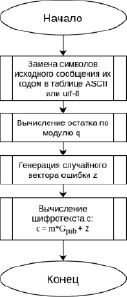 Начало
Замена символов
исходного сообщения их
кодом в таблице ASCII
или utf-8
Вычисление остатка по
модулю q
Генерация случайного
вектора ошибки z
Вычисление
шифротекста c:
c = m*Gpub + z
Конец